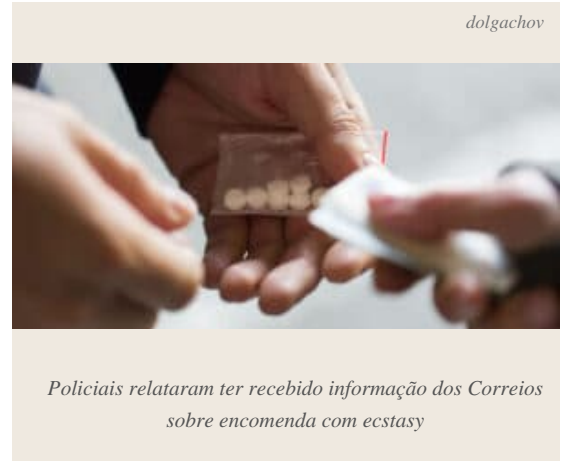 dolgachov
Policiais relataram ter recebido informação dos Correios
sobre encomenda com ecstasy